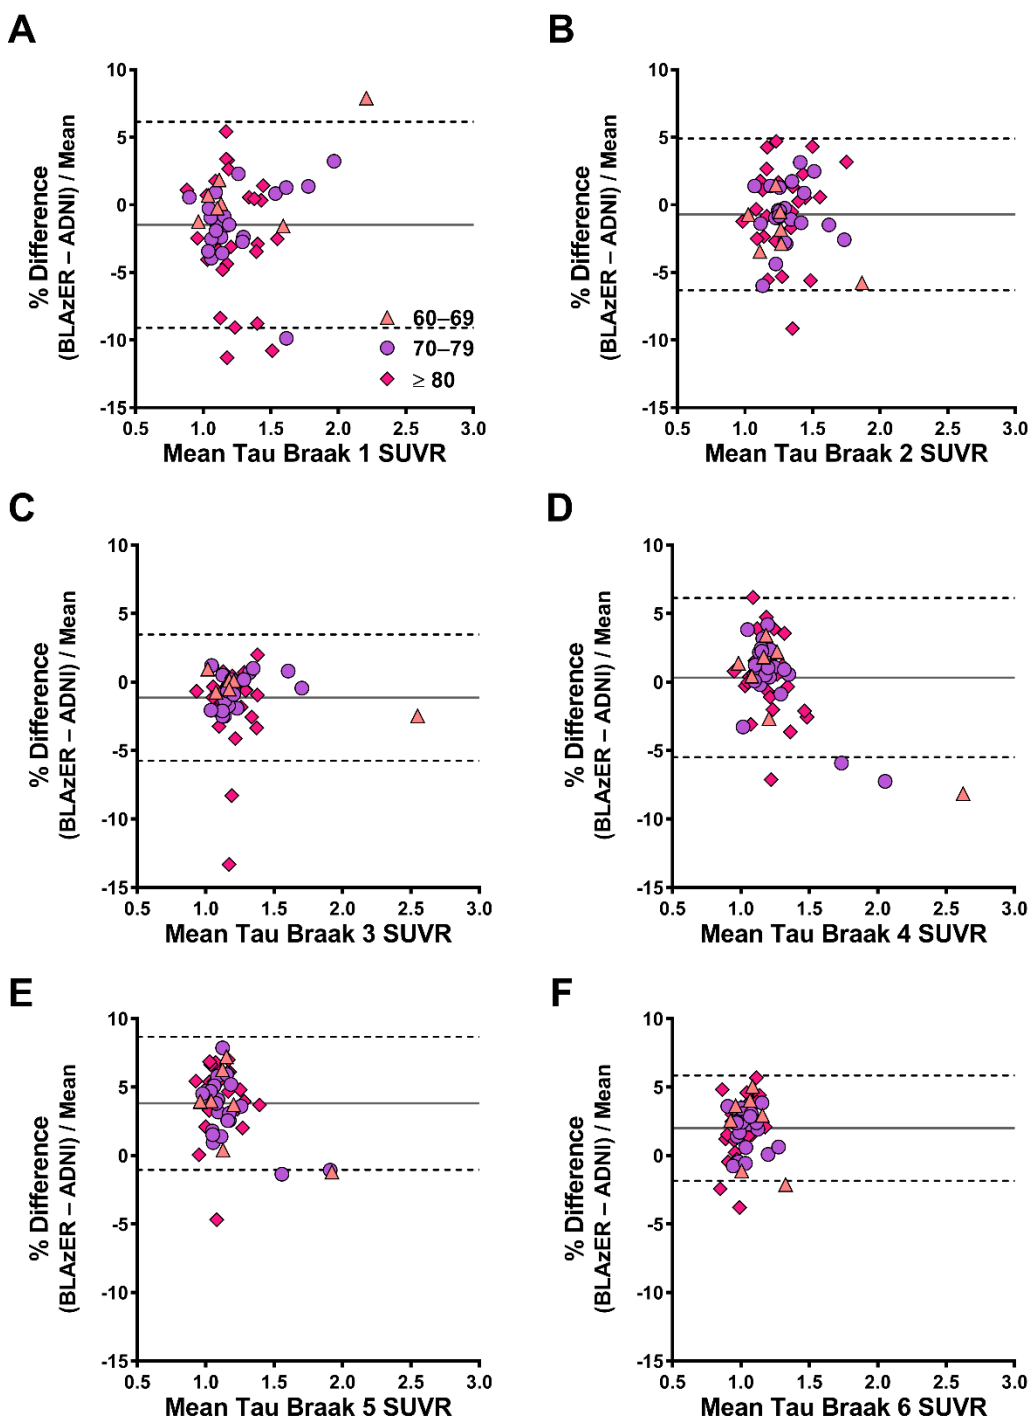 A
% Difference
(BLAzER – ADNI) / Mean
10
5
0
-5
-10
-15
0.5 1.0 1.5 2.0 2.5 3.0
60–69
70–79
≥ 80
Mean Tau Braak 1 SUVR
B
% Difference
(BLAzER – ADNI) / Mean
10
5
0
-5
-10
-15
0.5 1.0 1.5 2.0 2.5 3.0
Mean Tau Braak 2 SUVR
C
% Difference
(BLAzER – ADNI) / Mean
10
5
0
-5
-10
-15
0.5 1.0 1.5 2.0 2.5 3.0
Mean Tau Braak 3 SUVR
D
% Difference
(BLAzER – ADNI) / Mean
10
5
0
-5
-10
-15
0.5 1.0 1.5 2.0 2.5 3.0
Mean Tau Braak 4 SUVR
E
% Difference
(BLAzER – ADNI) / Mean
10
5
0
-5
-10
-15
0.5 1.0 1.5 2.0 2.5 3.0
Mean Tau Braak 5 SUVR
F
% Difference
(BLAzER – ADNI) / Mean
10
5
0
-5
-10
-15
0.5 1.0 1.5 2.0 2.5 3.0
Mean Tau Braak 6 SUVR